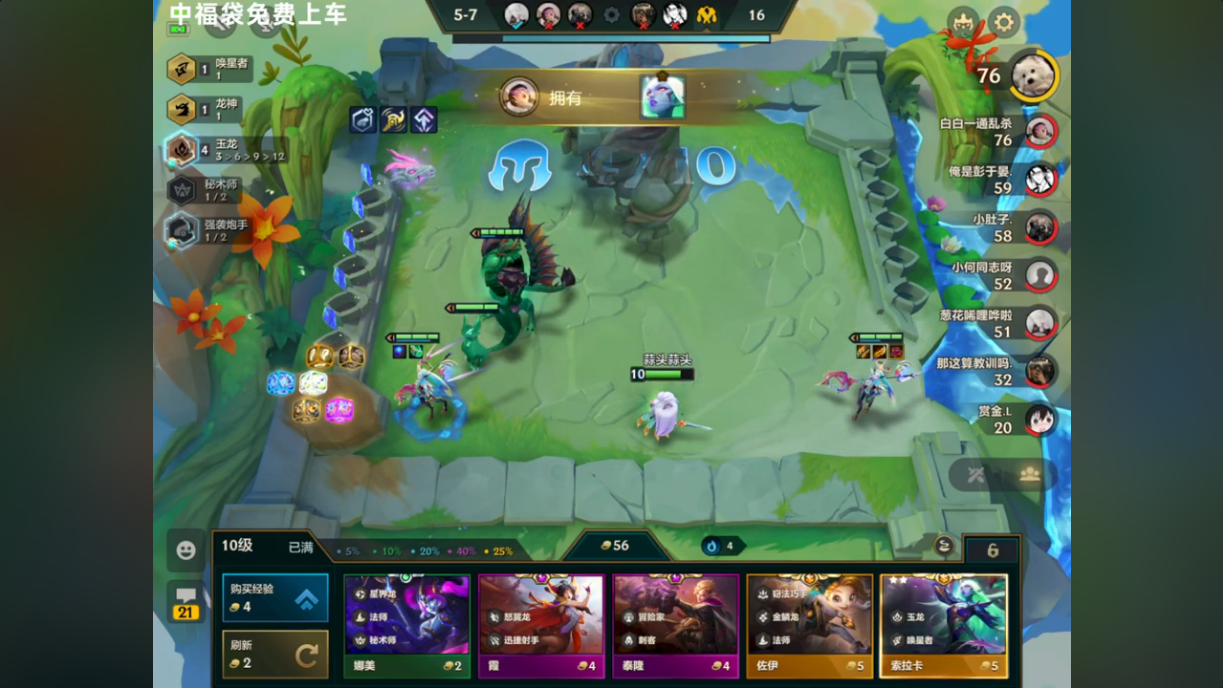 中福袋免费上车
5-7
16
唤星者
1
1
龙神
1
1
玉龙
4
3 > 6 > 9 > 12
秘术师
1 / 2
强袭炮手
1 / 2
拥有
10
76
白白一通乱杀
76
俺是彭于晏.
59
小肚子.
58
小何同志呀
52
葱花唏哩哗啦
51
那这算教训吗.
32
赏金.L
20
蒜头蒜头
10
21
10级
已满
5%
10%
20%
40%
25%
56
4
6
购买经验
4
刷新
2
星界龙
法师
秘术师
娜美
2
怒翼龙
迅捷射手
霞
4
冒险家
刺客
泰隆
4
窃法巧手
金鳞龙
法师
佐伊
5
玉龙
唤星者
索拉卡
5